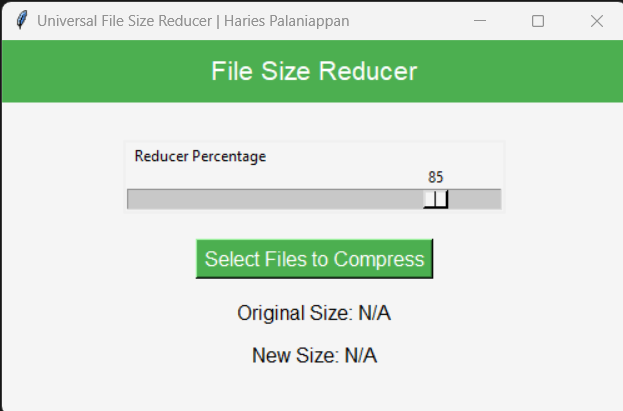 Universal File Size Reducer | Haries Palaniappan
File Size Reducer
Reducer Percentage
85
Select Files to Compress
Original Size: N/A
New Size: N/A